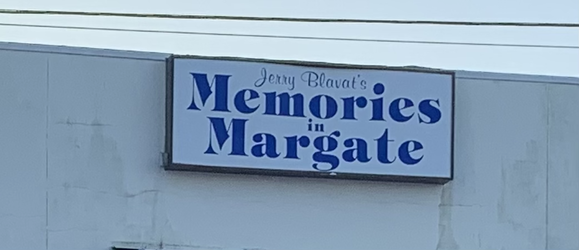 Jerry Blavat's
Memories
in
Margate